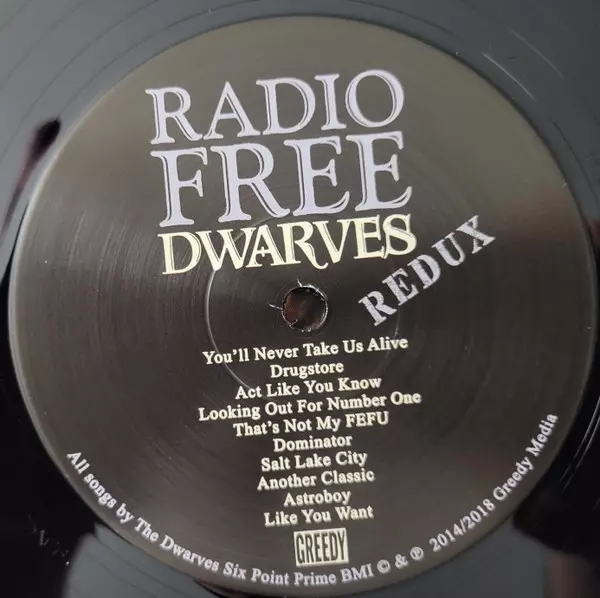 RADIO
FREE
DWARVES
REDUX
You'll Never Take Us Alive
Drugstore
Act Like You Know
Looking Out For Number One
That's Not My FEFU
Dominator
Salt Lake City
Another Classic
Astroboy
Like You Want
GREEDY
All songs by The Dwarves Six Point Prime BMI © & ℗ 2014/2018 Greedy Media